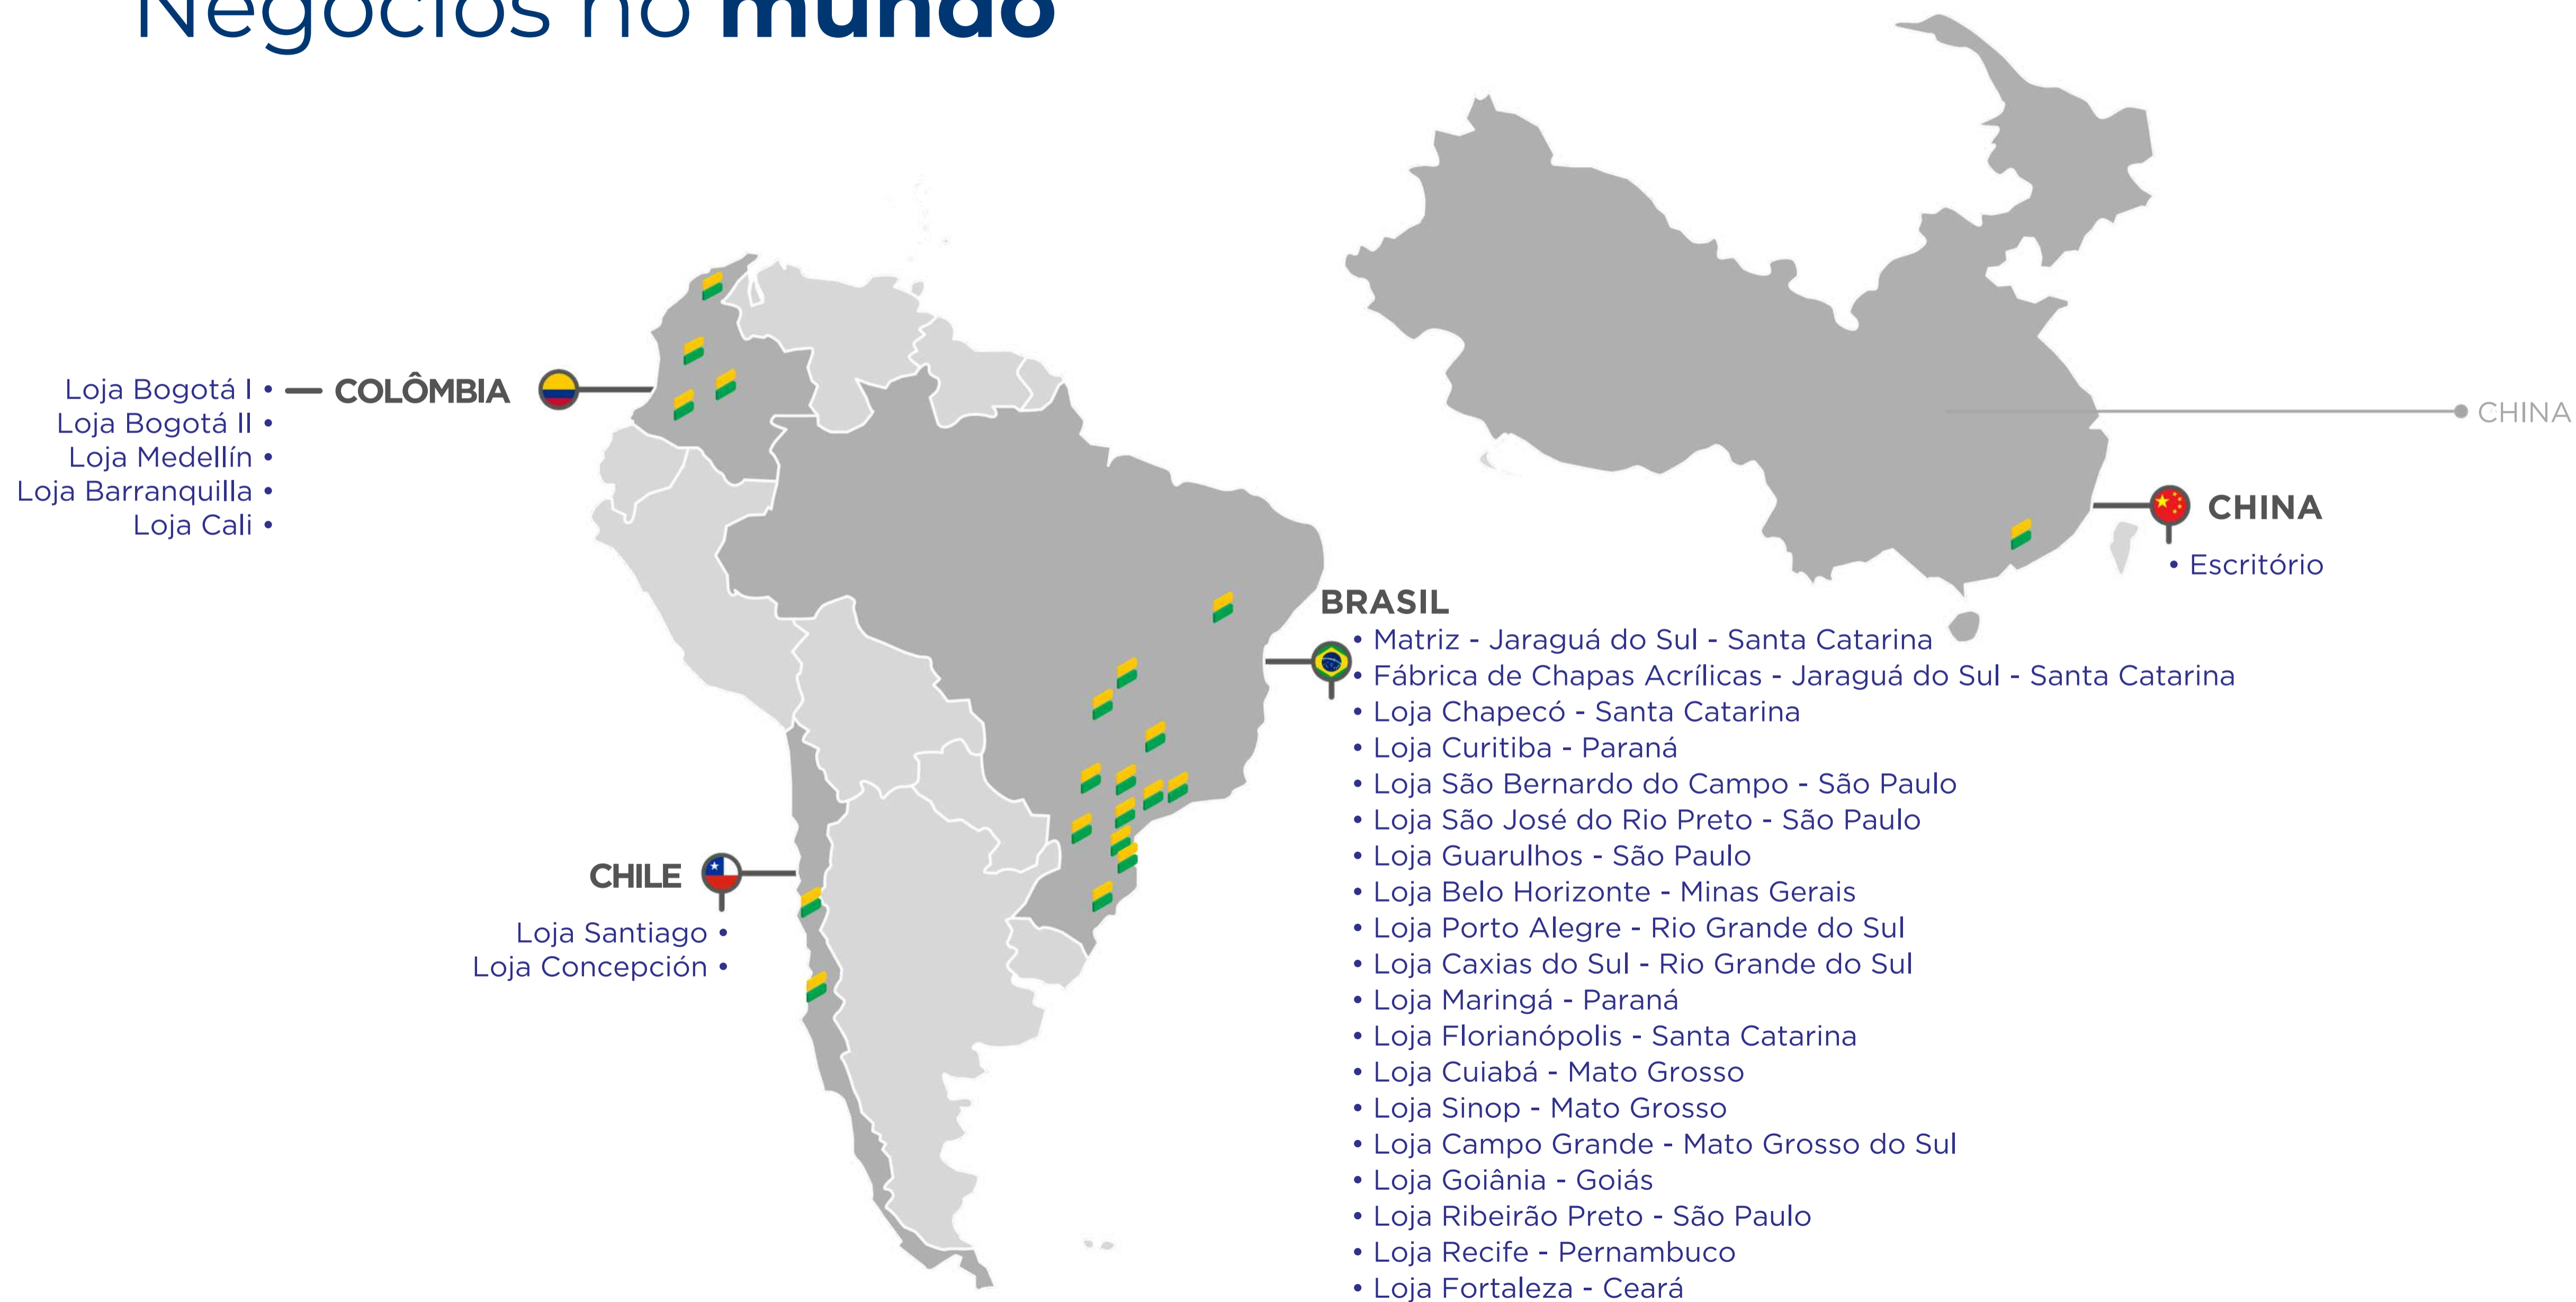 Negócios no mundo
Loja Bogotá I • — COLÔMBIA
Loja Bogotá II •
Loja Medellín •
Loja Barranquilla •
Loja Cali •
CHINA
CHINA
• Escritório
BRASIL
• Matriz - Jaraguá do Sul - Santa Catarina
• Fábrica de Chapas Acrílicas - Jaraguá do Sul - Santa Catarina
• Loja Chapecó - Santa Catarina
• Loja Curitiba - Paraná
• Loja São Bernardo do Campo - São Paulo
• Loja São José do Rio Preto - São Paulo
• Loja Guarulhos - São Paulo
• Loja Belo Horizonte - Minas Gerais
• Loja Porto Alegre - Rio Grande do Sul
• Loja Caxias do Sul - Rio Grande do Sul
• Loja Maringá - Paraná
• Loja Florianópolis - Santa Catarina
• Loja Cuiabá - Mato Grosso
• Loja Sinop - Mato Grosso
• Loja Campo Grande - Mato Grosso do Sul
• Loja Goiânia - Goiás
• Loja Ribeirão Preto - São Paulo
• Loja Recife - Pernambuco
• Loja Fortaleza - Ceará
CHILE
Loja Santiago •
Loja Concepción •